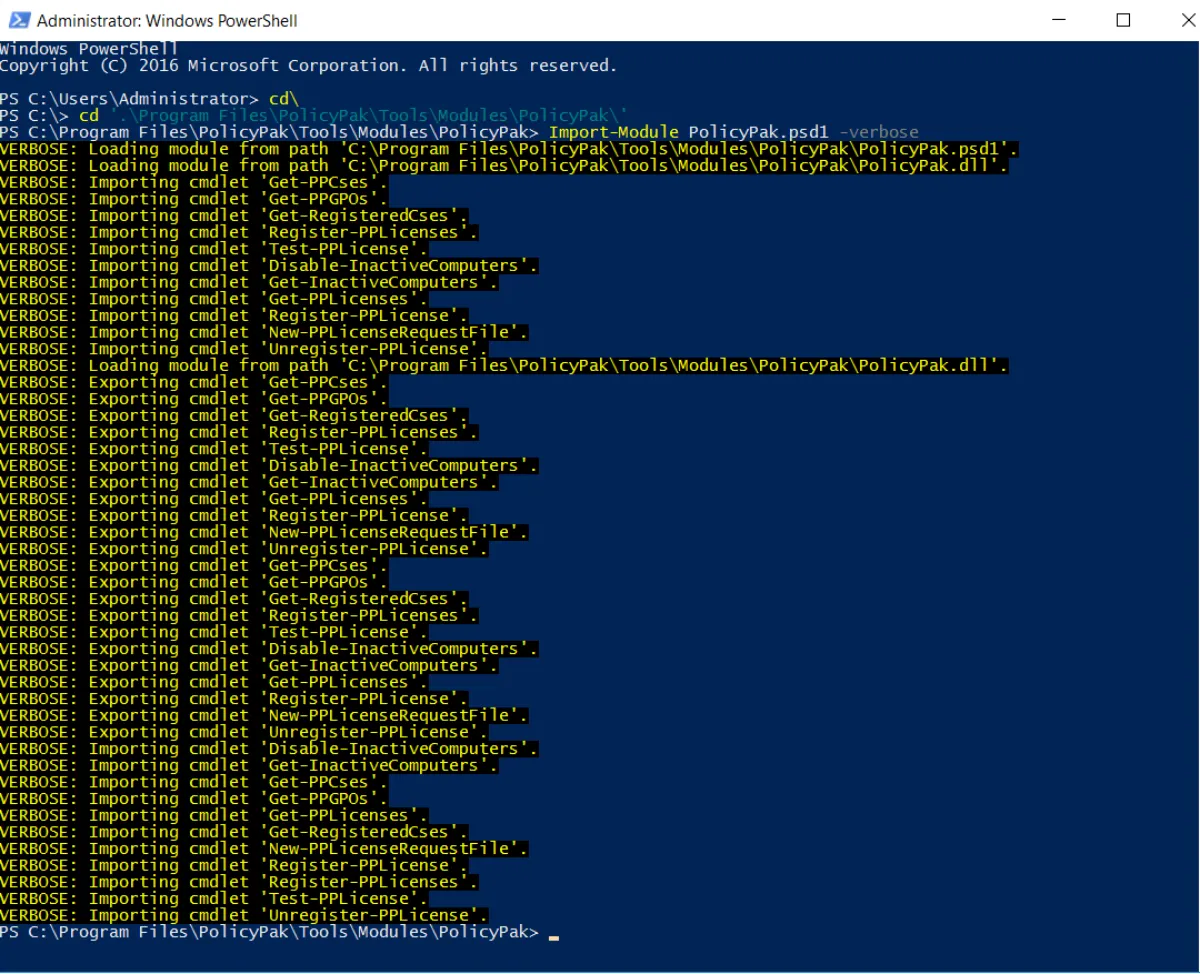 Administrator: Windows PowerShell
Windows PowerShell
Copyright (C) 2016 Microsoft Corporation. All rights reserved.
PS C:\Users\Administrator> cd\
PS C:\> cd '.\Program Files\PolicyPak\Tools\Modules\PolicyPak\'
PS C:\Program Files\PolicyPak\Tools\Modules\PolicyPak> Import-Module PolicyPak.psd1 -verbose
VERBOSE: Loading module from path 'C:\Program Files\PolicyPak\Tools\Modules\PolicyPak\PolicyPak.psd1'.
VERBOSE: Loading module from path 'C:\Program Files\PolicyPak\Tools\Modules\PolicyPak\PolicyPak.dll'.
VERBOSE: Importing cmdlet 'Get-PPCses'.
VERBOSE: Importing cmdlet 'Get-PPGPOs'.
VERBOSE: Importing cmdlet 'Get-RegisteredCses'.
VERBOSE: Importing cmdlet 'Register-PPLicenses'.
VERBOSE: Importing cmdlet 'Test-PPLicense'.
VERBOSE: Importing cmdlet 'Disable-InactiveComputers'.
VERBOSE: Importing cmdlet 'Get-InactiveComputers'.
VERBOSE: Importing cmdlet 'Get-PPLicenses'.
VERBOSE: Importing cmdlet 'Register-PPLicense'.
VERBOSE: Importing cmdlet 'New-PPLicenseRequestFile'.
VERBOSE: Importing cmdlet 'Unregister-PPLicense'.
VERBOSE: Loading module from path 'C:\Program Files\PolicyPak\Tools\Modules\PolicyPak\PolicyPak.dll'.
VERBOSE: Exporting cmdlet 'Get-PPCses'.
VERBOSE: Exporting cmdlet 'Get-PPGPOs'.
VERBOSE: Exporting cmdlet 'Get-RegisteredCses'.
VERBOSE: Exporting cmdlet 'Register-PPLicenses'.
VERBOSE: Exporting cmdlet 'Test-PPLicense'.
VERBOSE: Exporting cmdlet 'Disable-InactiveComputers'.
VERBOSE: Exporting cmdlet 'Get-InactiveComputers'.
VERBOSE: Exporting cmdlet 'Get-PPLicenses'.
VERBOSE: Exporting cmdlet 'Register-PPLicense'.
VERBOSE: Exporting cmdlet 'New-PPLicenseRequestFile'.
VERBOSE: Exporting cmdlet 'Unregister-PPLicense'.
VERBOSE: Exporting cmdlet 'Get-PPCses'.
VERBOSE: Exporting cmdlet 'Get-PPGPOs'.
VERBOSE: Exporting cmdlet 'Get-RegisteredCses'.
VERBOSE: Exporting cmdlet 'Register-PPLicenses'.
VERBOSE: Exporting cmdlet 'Test-PPLicense'.
VERBOSE: Exporting cmdlet 'Disable-InactiveComputers'.
VERBOSE: Exporting cmdlet 'Get-InactiveComputers'.
VERBOSE: Exporting cmdlet 'Get-PPLicenses'.
VERBOSE: Exporting cmdlet 'Register-PPLicense'.
VERBOSE: Exporting cmdlet 'New-PPLicenseRequestFile'.
VERBOSE: Exporting cmdlet 'Unregister-PPLicense'.
VERBOSE: Importing cmdlet 'Disable-InactiveComputers'.
VERBOSE: Importing cmdlet 'Get-InactiveComputers'.
VERBOSE: Importing cmdlet 'Get-PPCses'.
VERBOSE: Importing cmdlet 'Get-PPGPOs'.
VERBOSE: Importing cmdlet 'Get-PPLicenses'.
VERBOSE: Importing cmdlet 'Get-RegisteredCses'.
VERBOSE: Importing cmdlet 'New-PPLicenseRequestFile'.
VERBOSE: Importing cmdlet 'Register-PPLicense'.
VERBOSE: Importing cmdlet 'Register-PPLicenses'.
VERBOSE: Importing cmdlet 'Test-PPLicense'.
VERBOSE: Importing cmdlet 'Unregister-PPLicense'.
PS C:\Program Files\PolicyPak\Tools\Modules\PolicyPak>